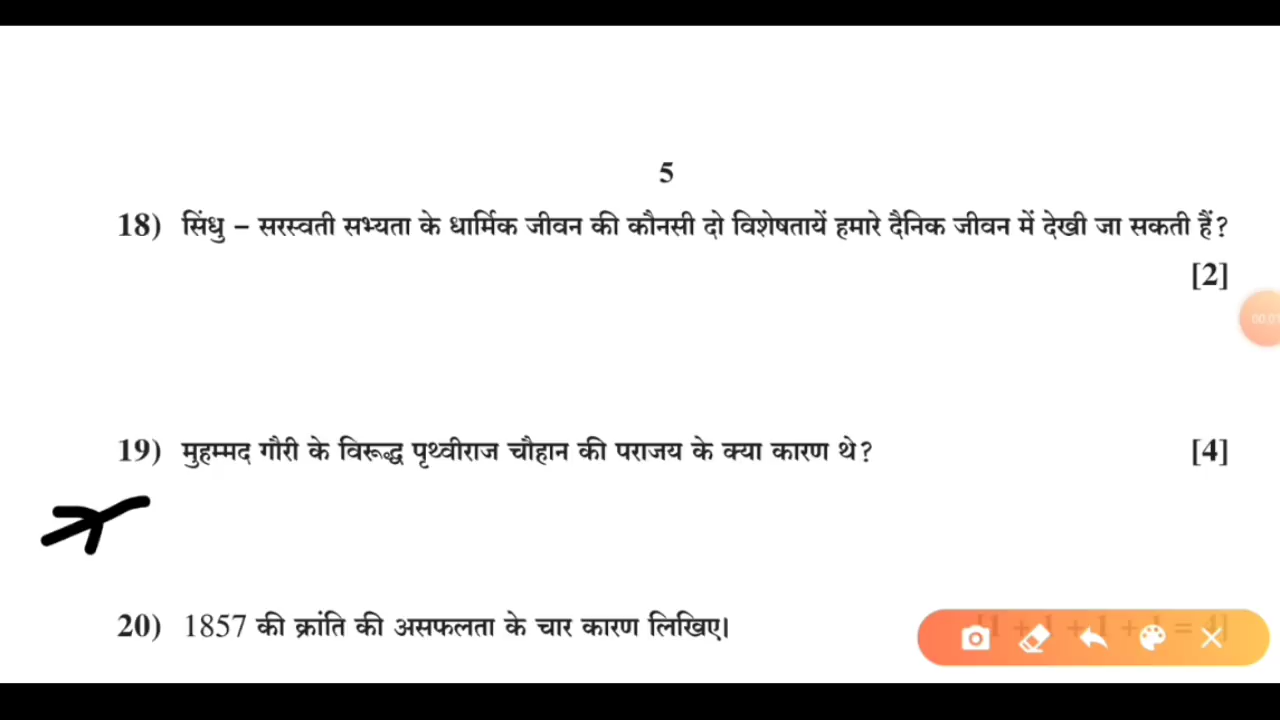 5
18) सिंधु – सरस्वती सभ्यता के धार्मिक जीवन की कौनसी दो विशेषतायें हमारे दैनिक जीवन में देखी जा सकती हैं?
[2]
19) मुहम्मद गौरी के विरूद्ध पृथ्वीराज चौहान की पराजय के क्या कारण थे? [4]
20) 1857 की क्रांति की असफलता के चार कारण लिखिए।